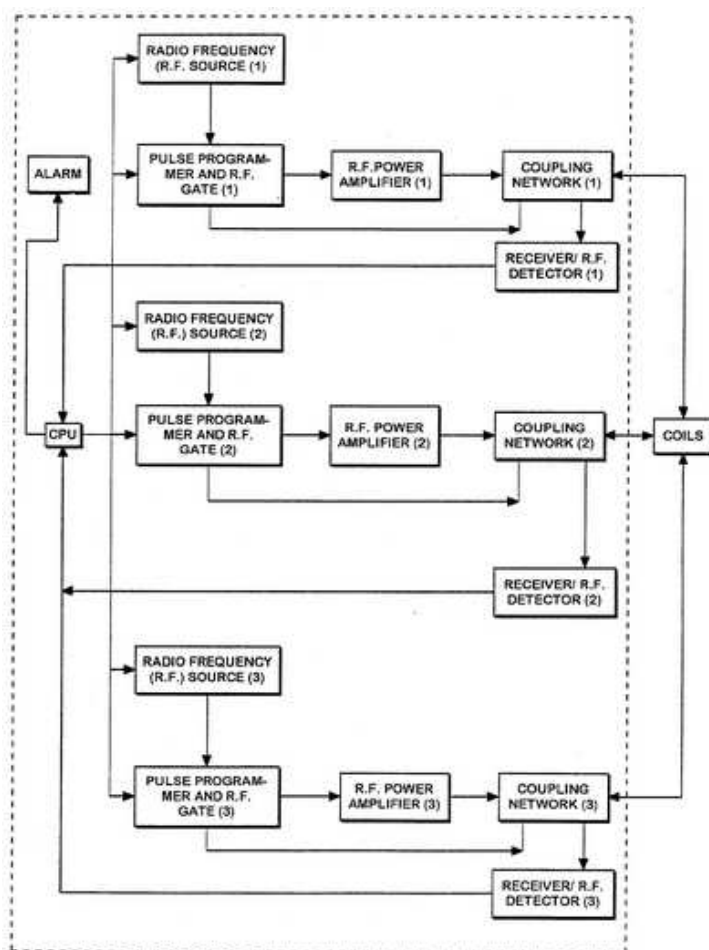 RADIO FREQUENCY
(R.F. SOURCE (1)
ALARM
PULSE PROGRAM-
MER AND R.F.
GATE (1)
R.F.POWER
AMPLIFIER (1)
COUPLING
NETWORK (1)
RECEIVER/ R.F.
DETECTOR (1)
RADIO FREQUENCY
(R.F.) SOURCE (2)
CPU
PULSE PROGRAM-
MER AND R.F.
GATE (2)
R.F. POWER
AMPLIFIER (2)
COUPLING
NETWORK (2)
COILS
RECEIVER/ R.F.
DETECTOR (2)
RADIO FREQUENCY
(R.F.) SOURCE (3)
PULSE PROGRAM-
MER AND R.F.
GATE (3)
R.F. POWER
AMPLIFIER (3)
COUPLING
NETWORK (3)
RECEIVER/ R.F.
DETECTOR (3)